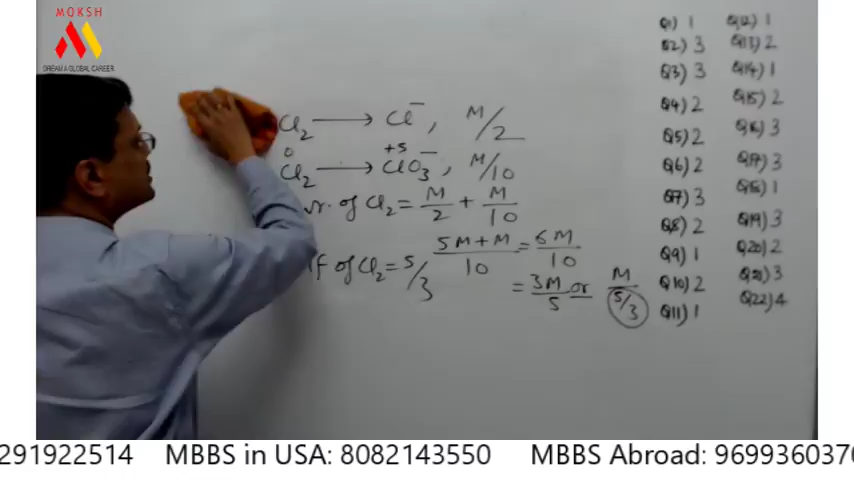 MOKSH
DREAM A GLOBAL CAREER
Cl₂ → Cl⁻, M/2
0 +5
Cl₂ → ClO₃⁻, M/10
wt. of Cl₂ = M/2 + M/10
5M+M/10 = 6M/10
f of Cl₂ = 5/3
= 3M/5 or M/(5/3)
Q1) 1 Q12) 1
Q2) 3 Q13) 2
Q3) 3 Q14) 1
Q4) 2 Q15) 2
Q5) 2 Q16) 3
Q6) 2 Q17) 3
Q7) 3 Q18) 1
Q8) 2 Q19) 3
Q9) 1 Q20) 2
Q10) 2 Q21) 3
Q11) 1 Q22) 4
291922514 MBBS in USA: 8082143550 MBBS Abroad: 969936037